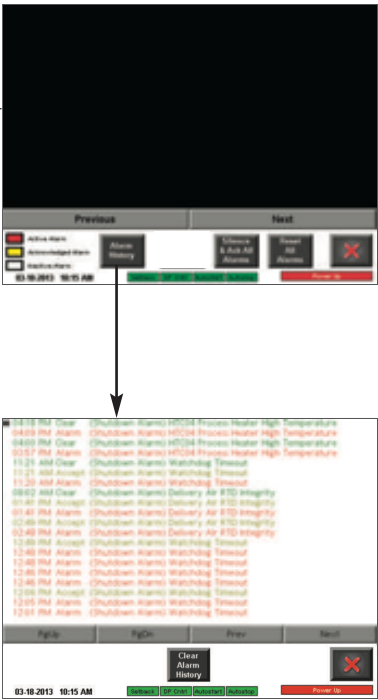 Previous
Next
Active Alarm
Acknowledged Alarm
Inactive Alarm
Alarm
History
Silence
& Ack All
Alarms
Reset
All
Alarms
03-18-2013 10:15 AM
Setback
DP Cntrl
Autostart
Autostop
Power Up
04:18 PM Clear (Shutdown Alarm) HTC04 Process Heater High Temperature
04:09 PM Alarm (Shutdown Alarm) HTC04 Process Heater High Temperature
04:00 PM Clear (Shutdown Alarm) HTC04 Process Heater High Temperature
03:57 PM Alarm (Shutdown Alarm) HTC04 Process Heater High Temperature
11:21 AM Clear (Shutdown Alarm) Watchdog Timeout
11:21 AM Accept (Shutdown Alarm) Watchdog Timeout
11:20 AM Alarm (Shutdown Alarm) Watchdog Timeout
08:02 AM Clear (Shutdown Alarm) Delivery Air RTD Integrity
01:41 PM Accept (Shutdown Alarm) Delivery Air RTD Integrity
01:41 PM Alarm (Shutdown Alarm) Delivery Air RTD Integrity
02:49 PM Accept (Shutdown Alarm) Delivery Air RTD Integrity
02:49 PM Alarm (Shutdown Alarm) Delivery Air RTD Integrity
PM Accept (Shutdown Alarm) Watchdog Timeout
12:48 PM Alarm (Shutdown Alarm) Watchdog Timeout
12:48 PM Alarm (Shutdown Alarm) Watchdog Timeout
12:46 PM Alarm (Shutdown Alarm) Watchdog Timeout
12:46 PM Alarm (Shutdown Alarm) Watchdog Timeout
12:06 PM Accept (Shutdown Alarm) Watchdog Timeout
12:05 PM Alarm (Shutdown Alarm) Watchdog Timeout
12:01 PM Alarm (Shutdown Alarm) Watchdog Timeout
PgUp
PgDn
Prev
Next
Clear
Alarm
History
03-18-2013 10:15 AM
Setback
DP Cntrl
Autostart
Autostop
Power Up